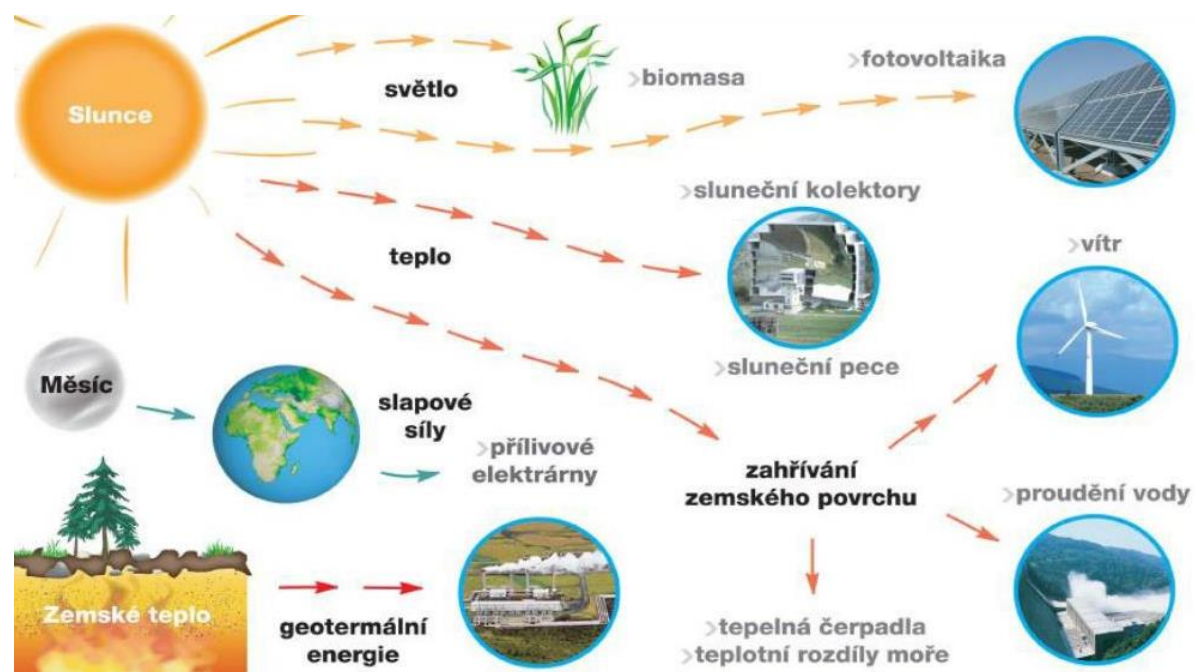 Slunce
světlo
>biomasa
>fotovoltaika
>sluneční kolektory
teplo
>vítr
>sluneční pece
Měsíc
slapové
síly
>přílivové
elektrárny
zahřívání
zemského povrchu
>proudění vody
Zemské teplo
geotermální
energie
>tepelná čerpadla
>teplotní rozdíly moře